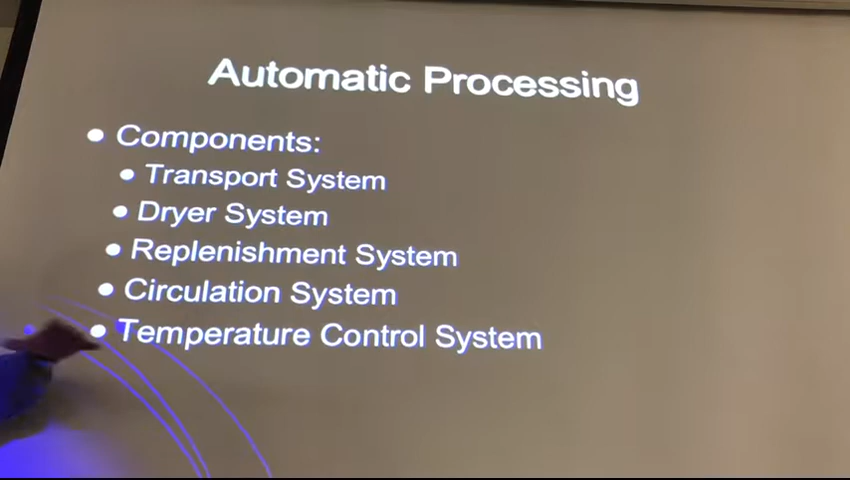 Automatic Processing
• Components:
• Transport System
• Dryer System
• Replenishment System
• Circulation System
• Temperature Control System